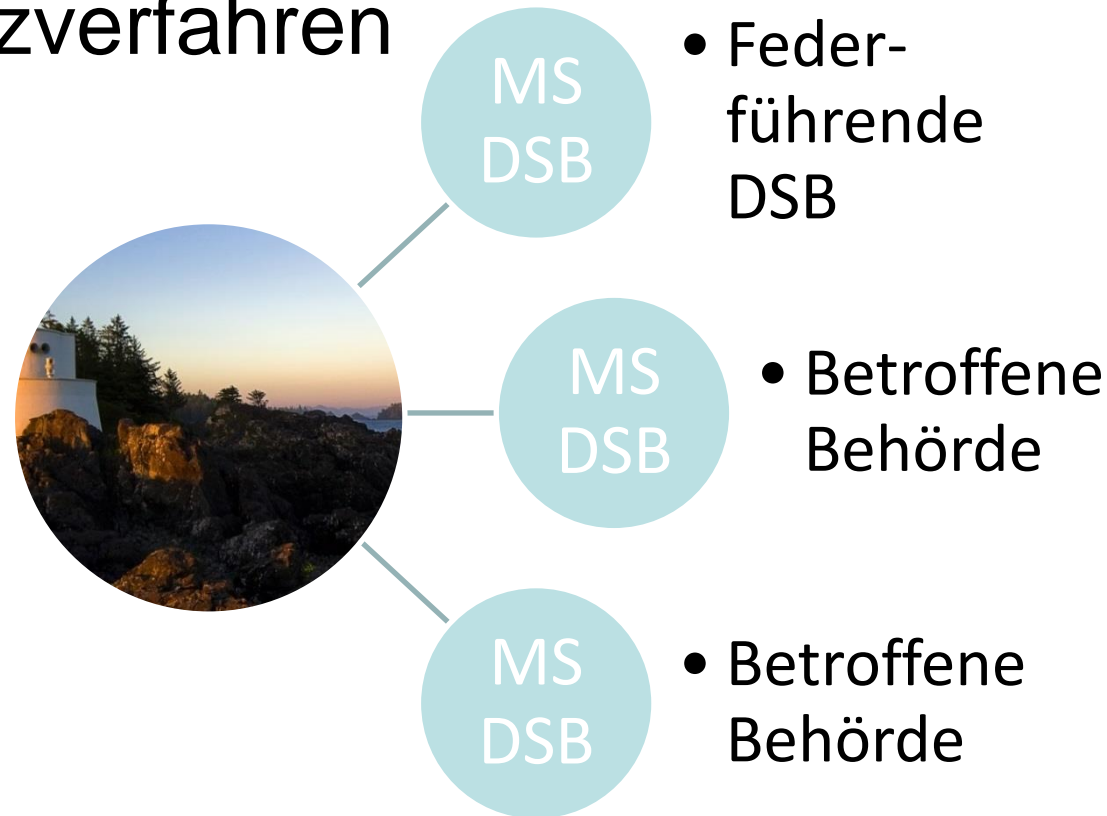 zverfahren
MS
DSB
• Feder-
führende
DSB
MS
DSB
• Betroffene
Behörde
MS
DSB
• Betroffene
Behörde